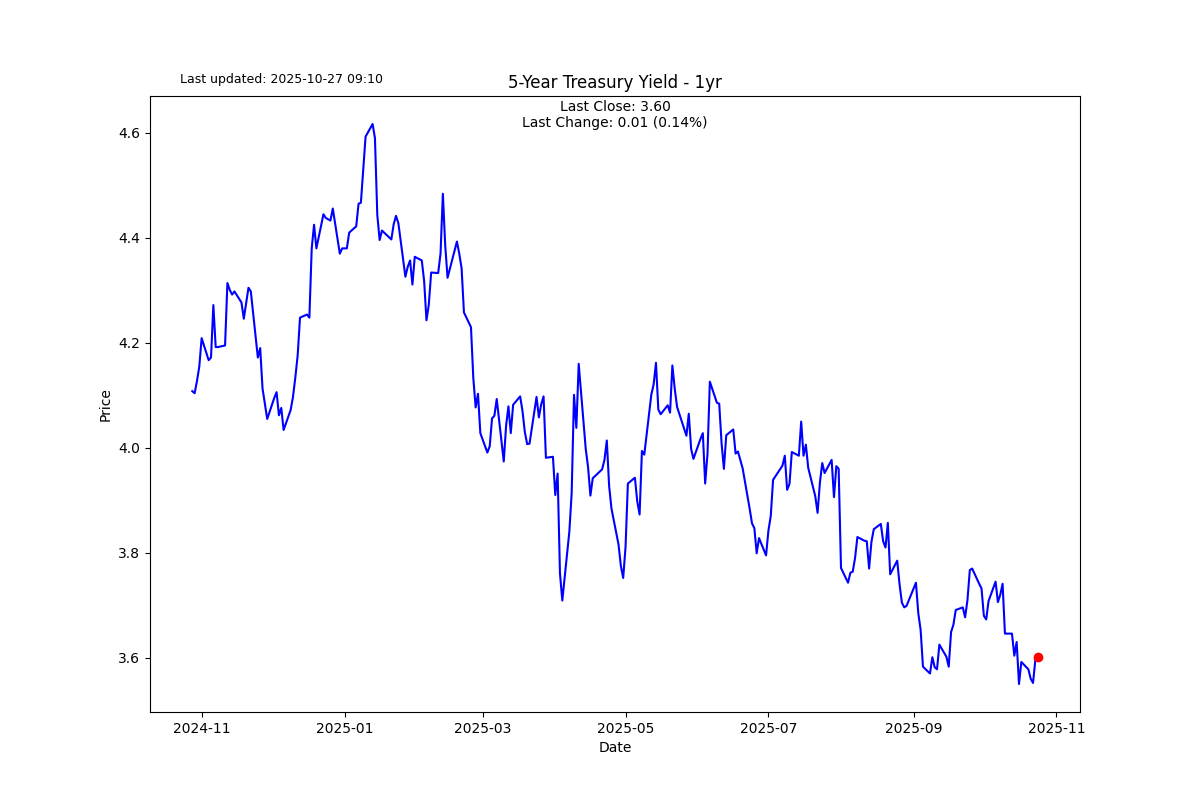 Last updated: 2025-10-27 09:10
5-Year Treasury Yield - 1yr
Last Close: 3.60
Last Change: 0.01 (0.14%)
Price
4.6
4.4
4.2
4.0
3.8
3.6
2024-11
2025-01
2025-03
2025-05
2025-07
2025-09
2025-11
Date